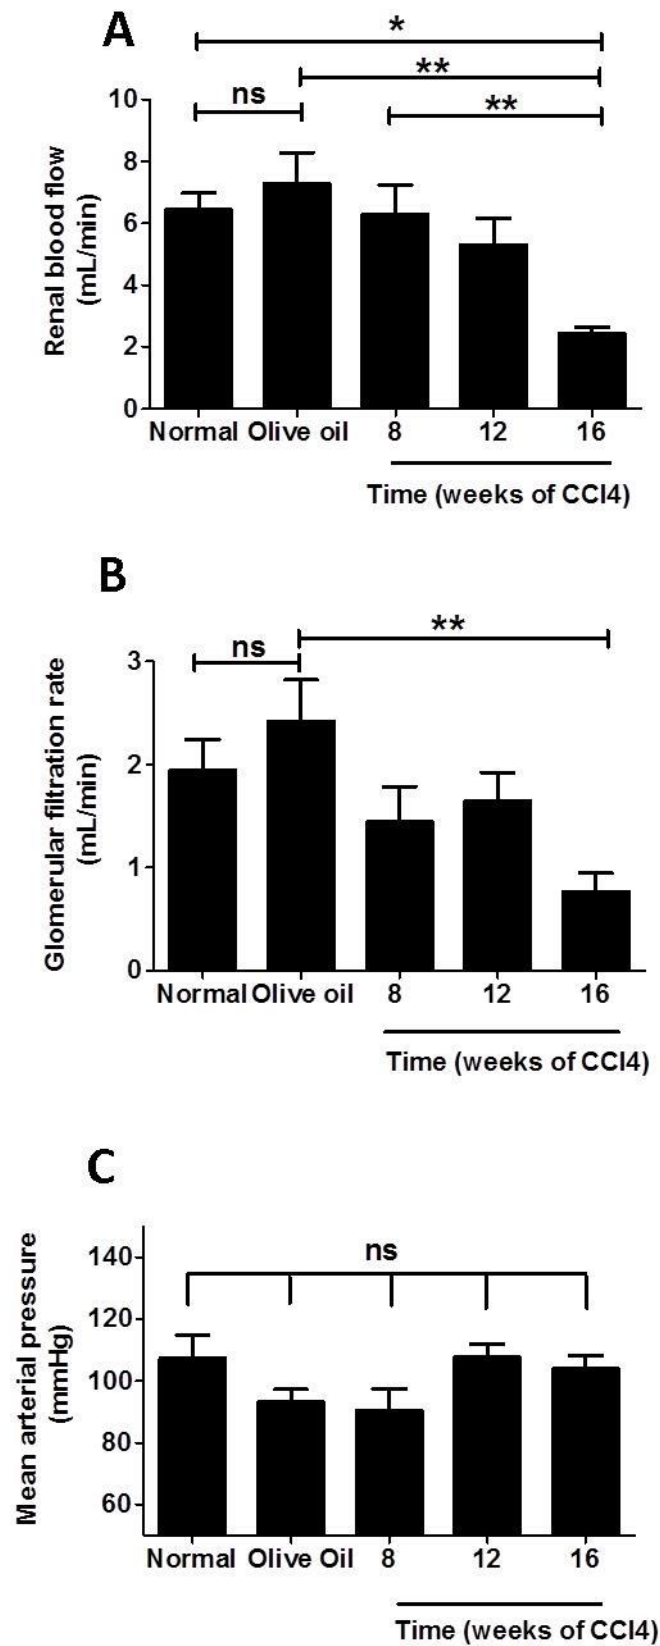 A
*
**
ns
**
10
8
6
4
2
0
Renal blood flow
(mL/min)
Normal Olive oil 8 12 16
Time (weeks of CCl4)
B
**
ns
3
2
1
0
Glomerular filtration rate
(mL/min)
Normal Olive oil 8 12 16
Time (weeks of CCl4)
C
ns
140
120
100
80
60
Mean arterial pressure
(mmHg)
Normal Olive Oil 8 12 16
Time (weeks of CCl4)